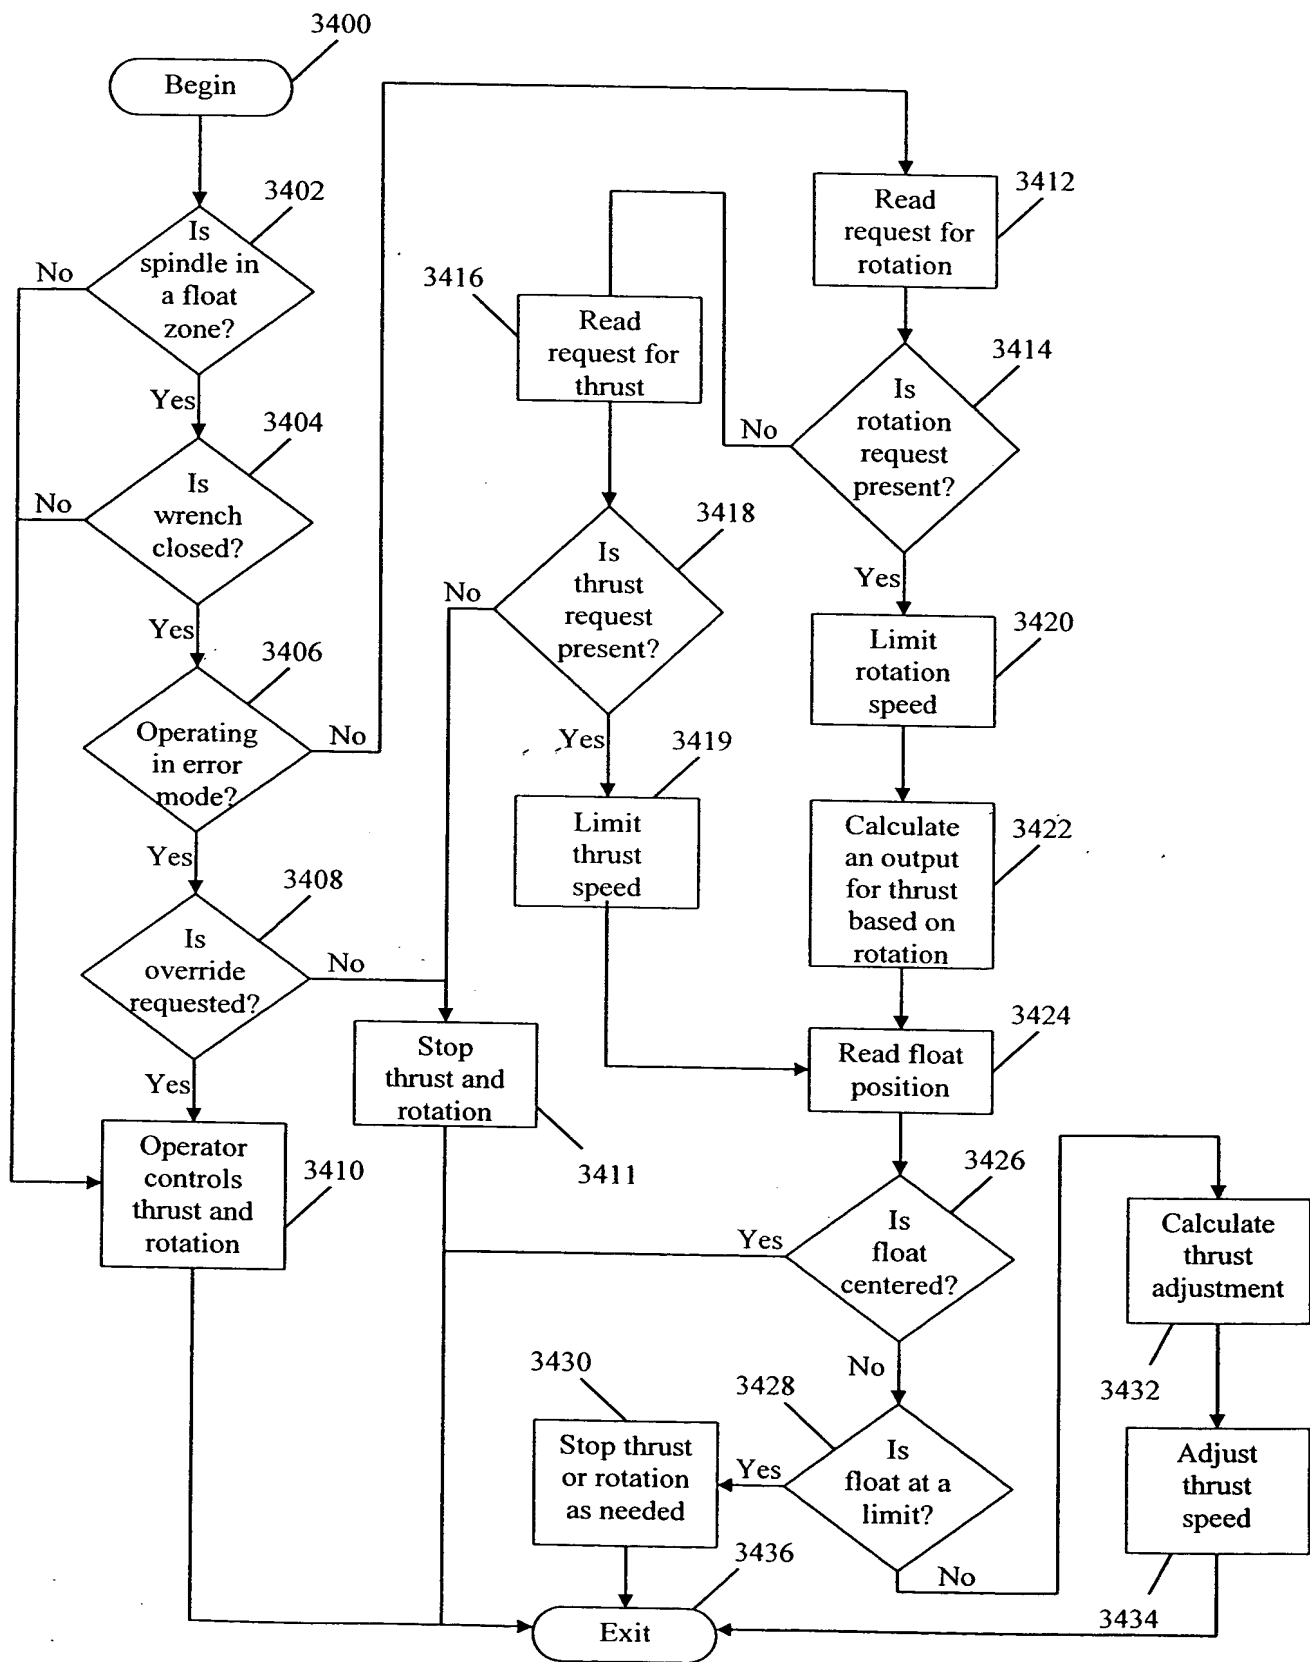 3400
Begin
3402
Is
spindle in
a float
zone?
No
Yes
3404
Is
wrench
closed?
No
Yes
3406
Operating
in error
mode?
No
Yes
3408
Is
override
requested?
No
Yes
Operator
controls
thrust and
rotation
3410
Stop
thrust and
rotation
3411
3412
Read
request for
rotation
3414
Is
rotation
request
present?
No
Yes
3416
Read
request for
thrust
3418
Is
thrust
request
present?
No
Yes
3419
Limit
thrust
speed
3420
Limit
rotation
speed
3422
Calculate
an output
for thrust
based on
rotation
3424
Read float
position
3426
Is
float
centered?
Yes
No
3428
Is
float at a
limit?
Yes
No
3430
Stop thrust
or rotation
as needed
Calculate
thrust
adjustment
3432
Adjust
thrust
speed
3434
3436
Exit